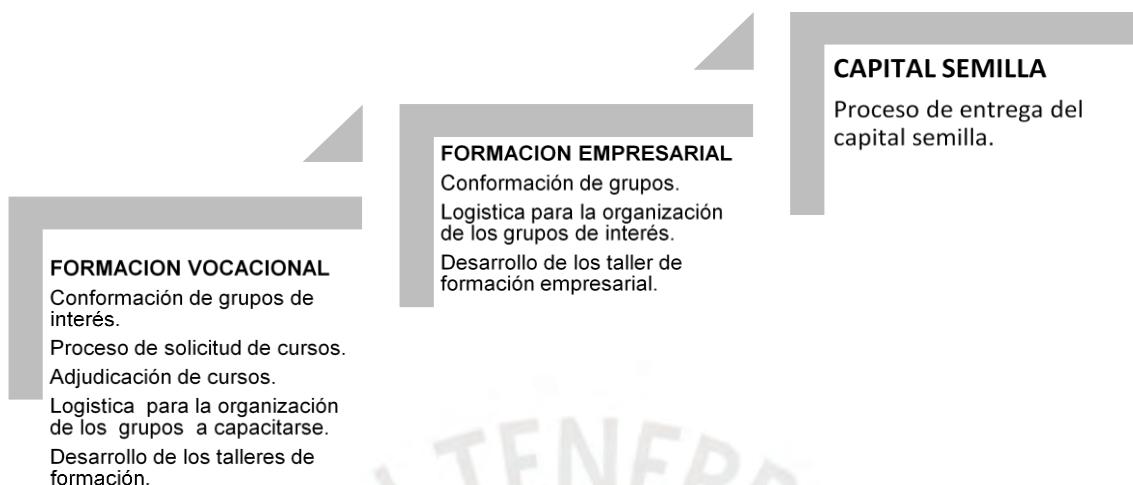 FORMACION VOCACIONAL
Conformación de grupos de
interés.
Proceso de solicitud de cursos.
Adjudicación de cursos.
Logistica para la organización
de los grupos a capacitarse.
Desarrollo de los talleres de
formación.
FORMACION EMPRESARIAL
Conformación de grupos.
Logistica para la organización
de los grupos de interés.
Desarrollo de los taller de
formación empresarial.
CAPITAL SEMILLA
Proceso de entrega del
capital semilla.